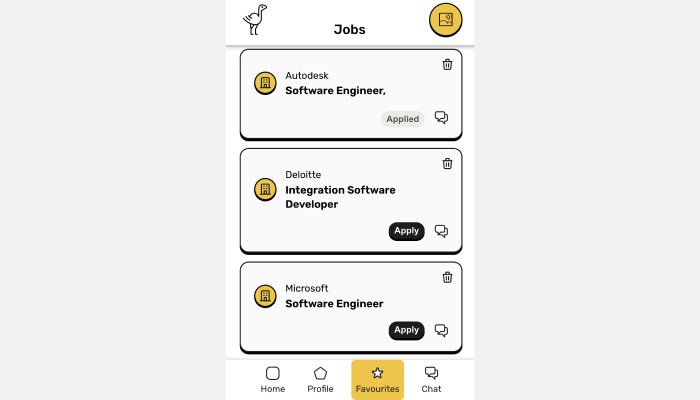 Jobs
Autodesk
Software Engineer,
Applied
Deloitte
Integration Software
Developer
Apply
Microsoft
Software Engineer
Apply
Home
Profile
Favourites
Chat